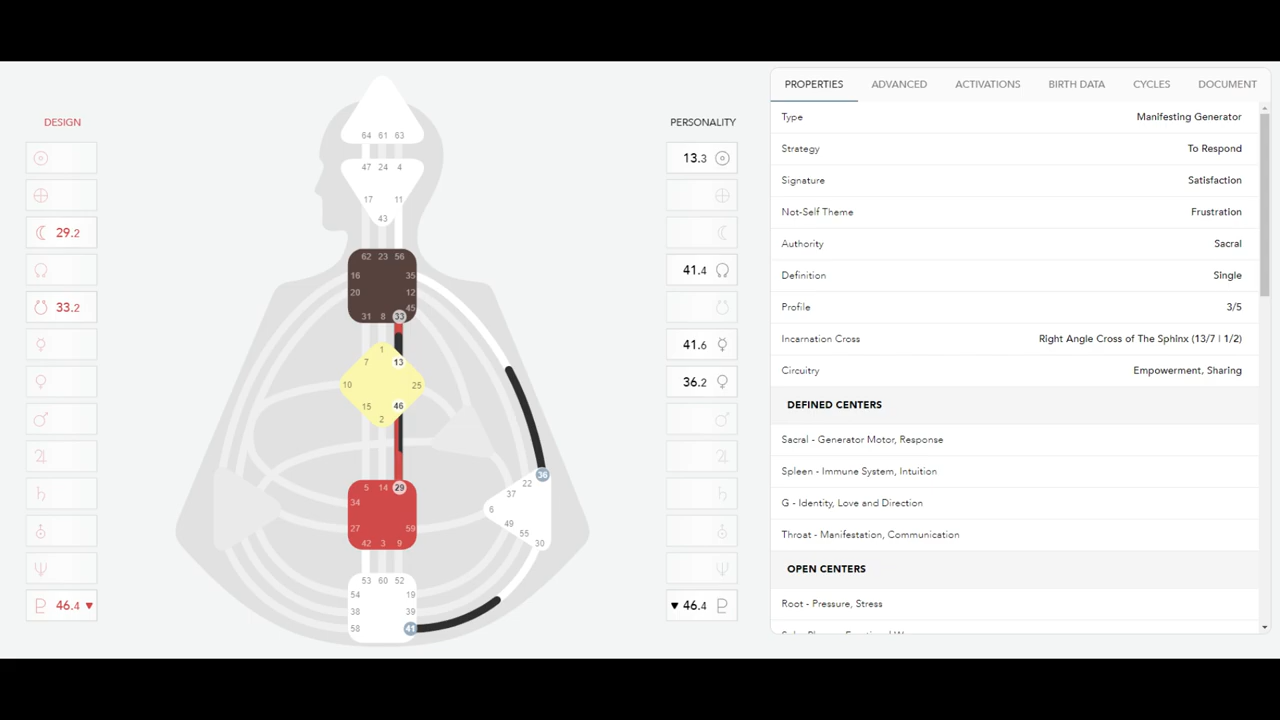 PROPERTIES ADVANCED ACTIVATIONS BIRTH DATA CYCLES DOCUMENT
DESIGN
29.2
33.2
46.4
64 61 63
47 24 4
17 11
43
62 23 56
16 35
20 12
45
31 8 33
1
7 13
10 25
15 46
2
36
22
37
6
49
55
30
5 14 29
34
27 59
42 3 9
53 60 52
54 19
38 39
58 41
PERSONALITY
13.3
41.4
41.6
36.2
46.4
Type Manifesting Generator
Strategy To Respond
Signature Satisfaction
Not-Self Theme Frustration
Authority Sacral
Definition Single
Profile 3/5
Incarnation Cross Right Angle Cross of The Sphinx (13/7 | 1/2)
Circuitry Empowerment, Sharing
DEFINED CENTERS
Sacral - Generator Motor, Response
Spleen - Immune System, Intuition
G - Identity, Love and Direction
Throat - Manifestation, Communication
OPEN CENTERS
Root - Pressure, Stress